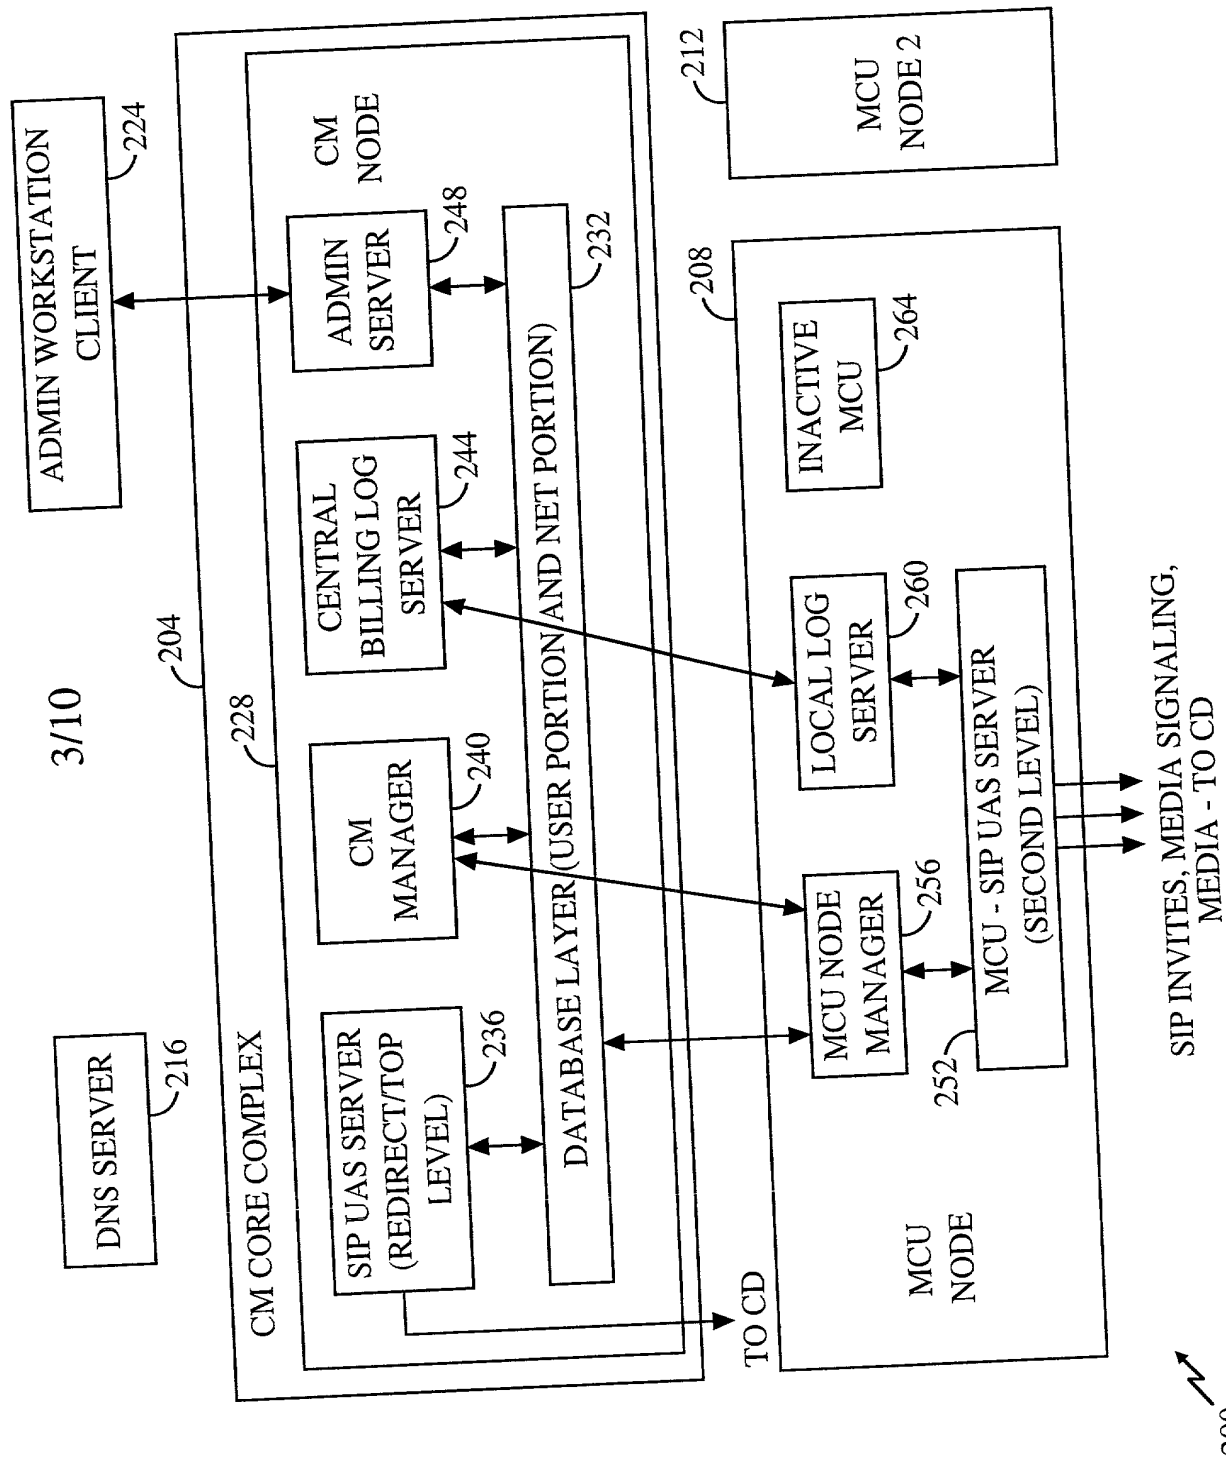 3/10
DNS SERVER
216
ADMIN WORKSTATION
CLIENT
224
204
CM CORE COMPLEX
228
SIP UAS SERVER
(REDIRECT/TOP
LEVEL)
236
CM
MANAGER
240
CENTRAL
BILLING LOG
SERVER
244
ADMIN
SERVER
248
CM
NODE
DATABASE LAYER (USER PORTION AND NET PORTION)
232
TO CD
208
212
MCU
NODE
MCU NODE
MANAGER
256
LOCAL LOG
SERVER
260
INACTIVE
MCU
264
MCU
NODE 2
252
MCU - SIP UAS SERVER
(SECOND LEVEL)
SIP INVITES, MEDIA SIGNALING,
MEDIA - TO CD